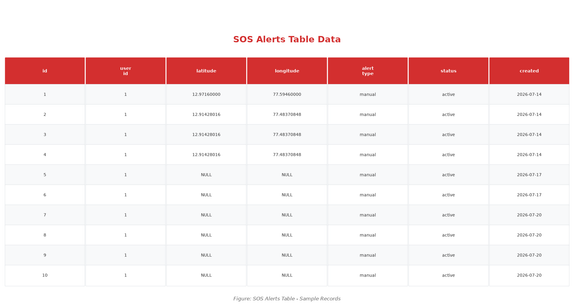 SOS Alerts Table Data
id user id latitude longitude alert type status created
1 1 12.97160000 77.59460000 manual active 2026-07-14
2 1 12.91428016 77.48370848 manual active 2026-07-14
3 1 12.91428016 77.48370848 manual active 2026-07-14
4 1 12.91428016 77.48370848 manual active 2026-07-14
5 1 NULL NULL manual active 2026-07-17
6 1 NULL NULL manual active 2026-07-17
7 1 NULL NULL manual active 2026-07-20
8 1 NULL NULL manual active 2026-07-20
9 1 NULL NULL manual active 2026-07-20
10 1 NULL NULL manual active 2026-07-20
Figure: SOS Alerts Table - Sample Records